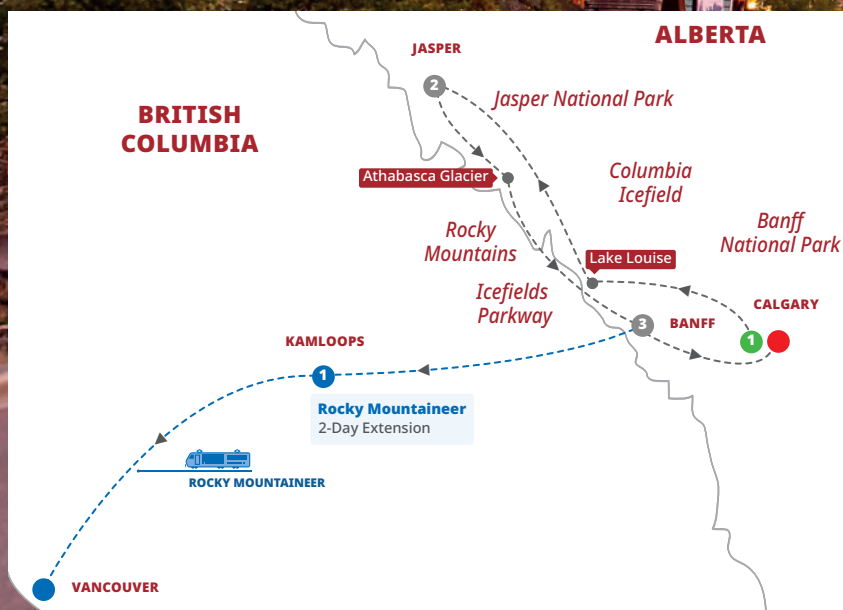 ALBERTA
JASPER
2
Jasper National Park
BRITISH
COLUMBIA
Athabasca Glacier
Columbia
Icefield
Banff
National Park
Rocky
Mountains
Lake Louise
Icefields
Parkway
CALGARY
3
BANFF
1
KAMLOOPS
1
Rocky Mountaineer
2-Day Extension
ROCKY MOUNTAINEER
VANCOUVER